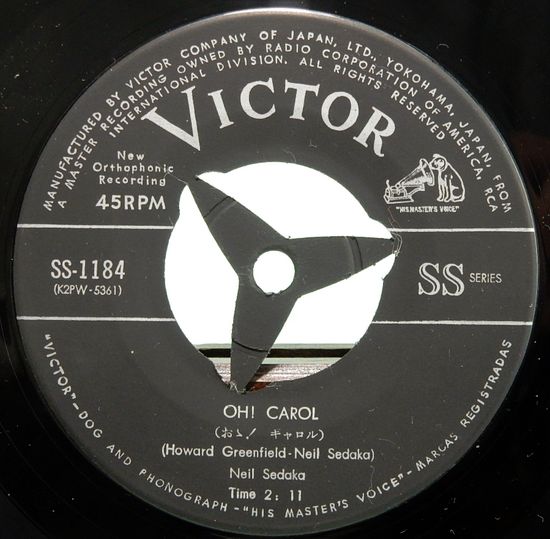 MANUFACTURED BY VICTOR COMPANY OF JAPAN, LTD., YOKOHAMA, JAPAN, FROM
A MASTER RECORDING OWNED BY RADIO CORPORATION OF AMERICA, RCA
INTERNATIONAL DIVISION. ALL RIGHTS RESERVED
VICTOR
New
Orthophonic
Recording
45RPM
"HIS MASTER'S VOICE"
SS-1184
(K2PW-5361)
SS SERIES
OH! CAROL
(おゝ! キャロル)
(Howard Greenfield-Neil Sedaka)
Neil Sedaka
Time 2:11
"VICTOR"-DOG AND PHONOGRAPH-"HIS MASTER'S VOICE"-MARCAS REGISTRADAS